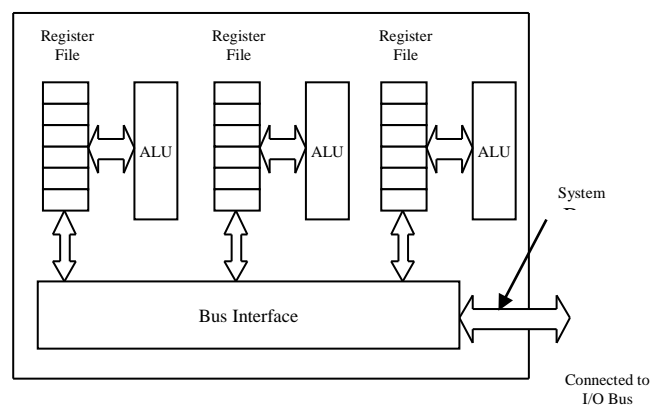 Register
File
Register
File
Register
File
ALU
ALU
ALU
System
Bus Interface
Connected to
I/O Bus